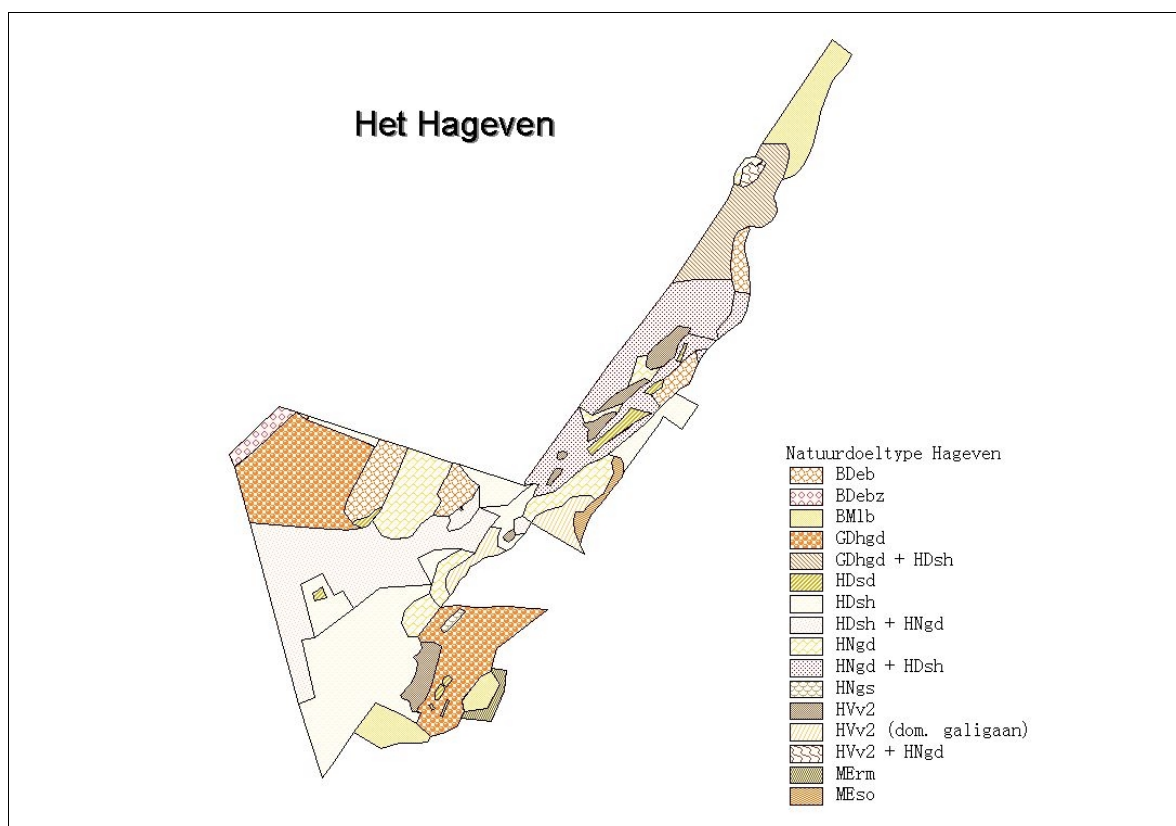 Het Hageven
Natuurdoeltype Hageven
BDeb
BDebz
BMlb
GDhgd
GDhgd + HDsh
HDsd
HDsh
HDsh + HNgd
HNgd
HNgd + HDsh
HNgs
HVv2
HVv2 (dom. galigaan)
HVv2 + HNgd
MErm
MEso